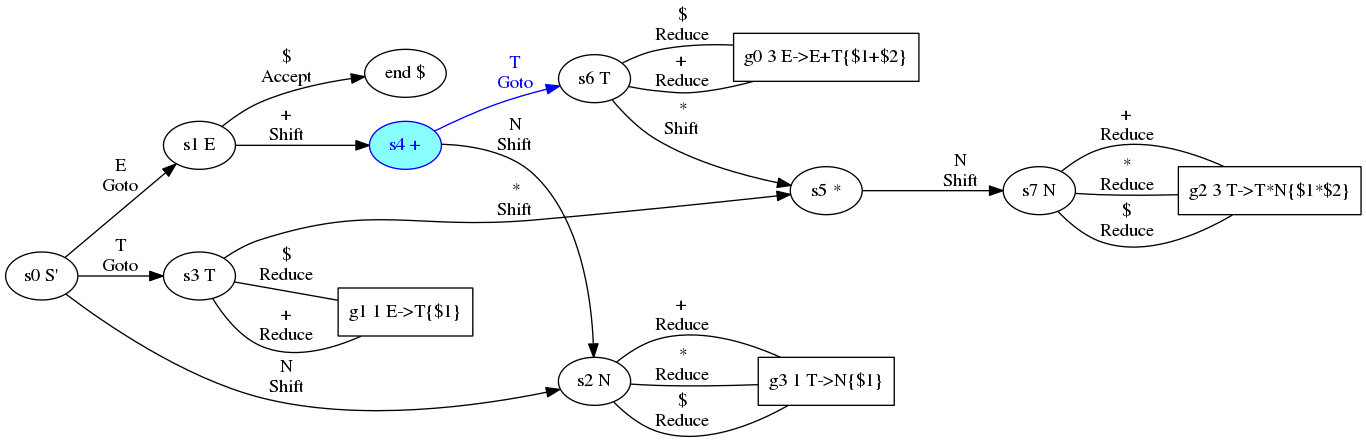 $
Reduce
g0 3 E->E+T{$1+$2}
+
Reduce
$
Accept
end $
T
Goto
s6 T
*
Shift
+
Shift
s1 E
s4 +
N
Shift
E
Goto
*
Shift
s5 *
N
Shift
s7 N
+
Reduce
*
Reduce
$
Reduce
g2 3 T->T*N{$1*$2}
s0 S'
T
Goto
s3 T
$
Reduce
g1 1 E->T{$1}
+
Reduce
N
Shift
s2 N
+
Reduce
*
Reduce
$
Reduce
g3 1 T->N{$1}